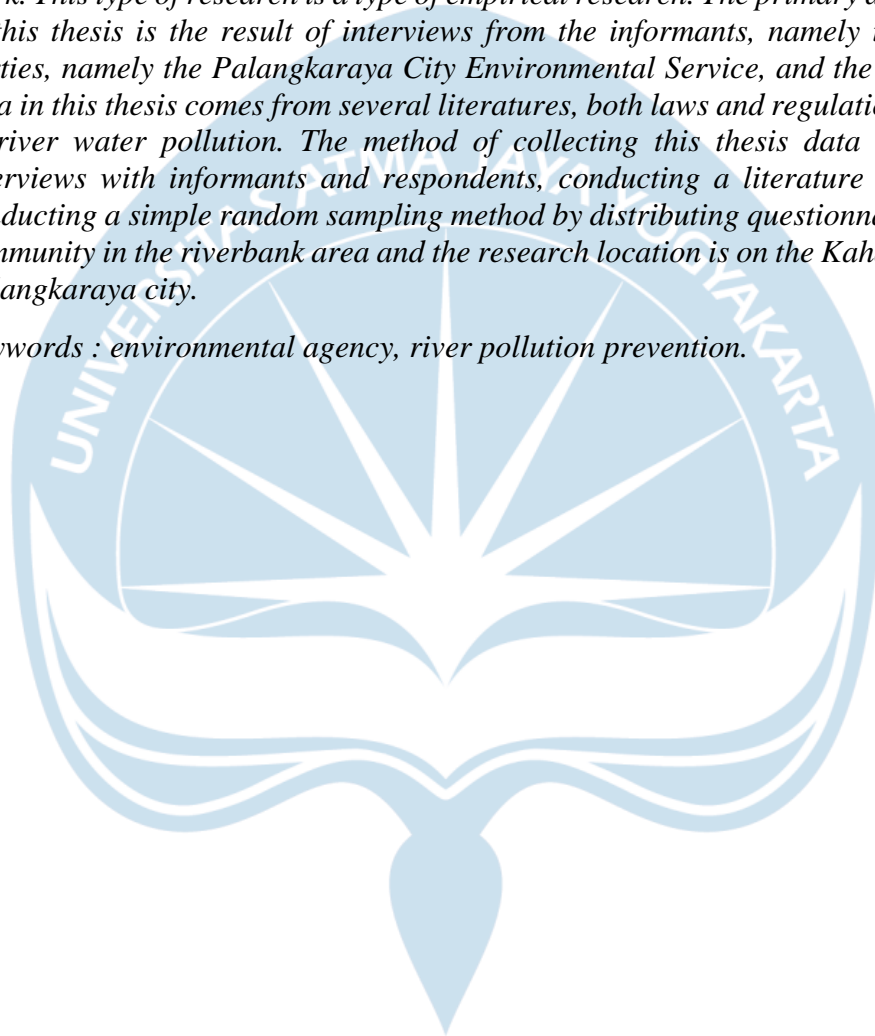 This type of research is a type of empirical research. The primary
this thesis is the result of interviews from the informants, namely
ties, namely the Palangkaraya City Environmental Service, and the
a in this thesis comes from several literatures, both laws and regulatio
river water pollution. The method of collecting this thesis data
erviews with informants and respondents, conducting a literature
nducting a simple random sampling method by distributing questionna
mmunity in the riverbank area and the research location is on the Kah
langkaraya city.
ywords : environmental agency, river pollution prevention.
UNIVERSITAS ATMA JAYA YOGYAKARTA